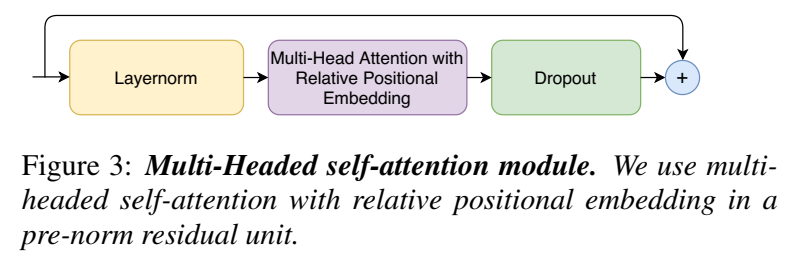 Layernorm
Multi-Head Attention with
Relative Positional
Embedding
Dropout
+
Figure 3: Multi-Headed self-attention module. We use multi-
headed self-attention with relative positional embedding in a
pre-norm residual unit.